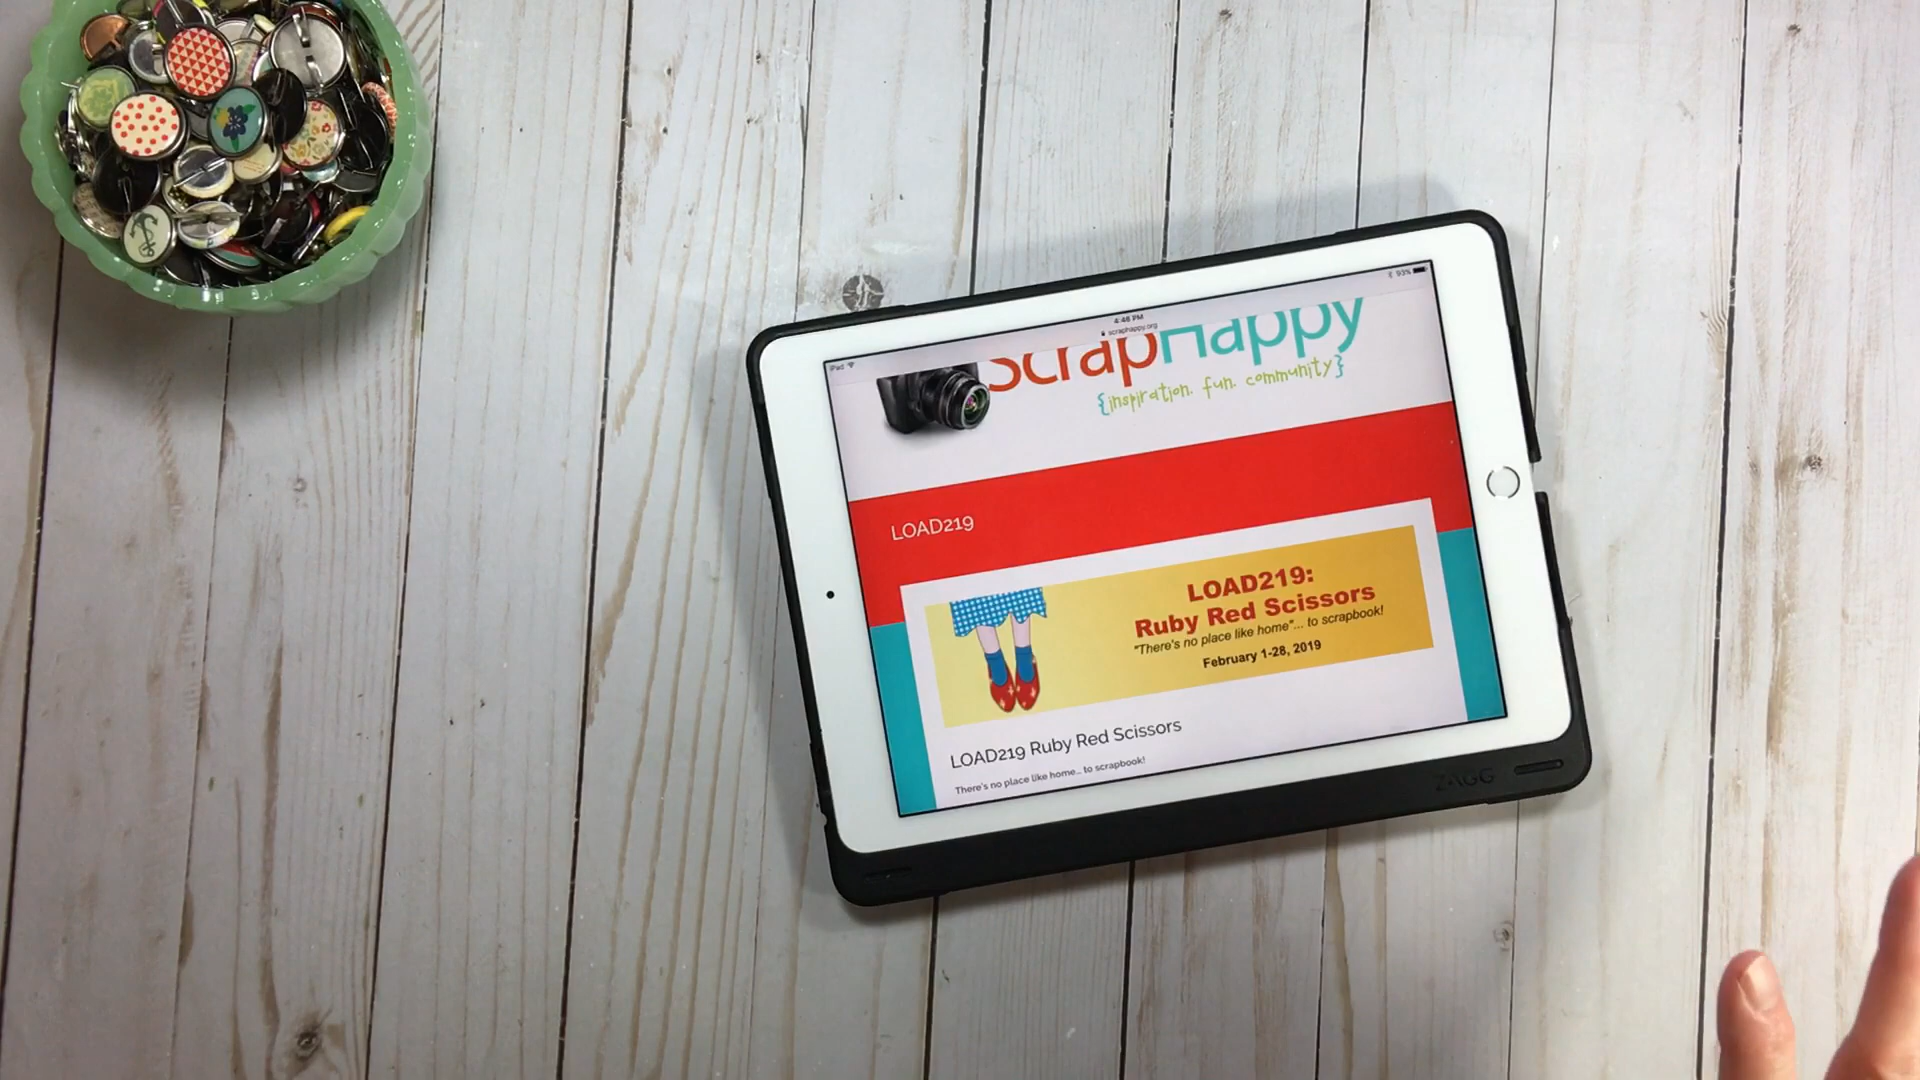 iPad
4:46 PM
93%
scraphappy.org
ScrapHappy
{inspiration. fun. community}
LOAD219
LOAD219:
Ruby Red Scissors
"There's no place like home"... to scrapbook!
February 1-28, 2019
LOAD219 Ruby Red Scissors
There's no place like home... to scrapbook!
ZAGG